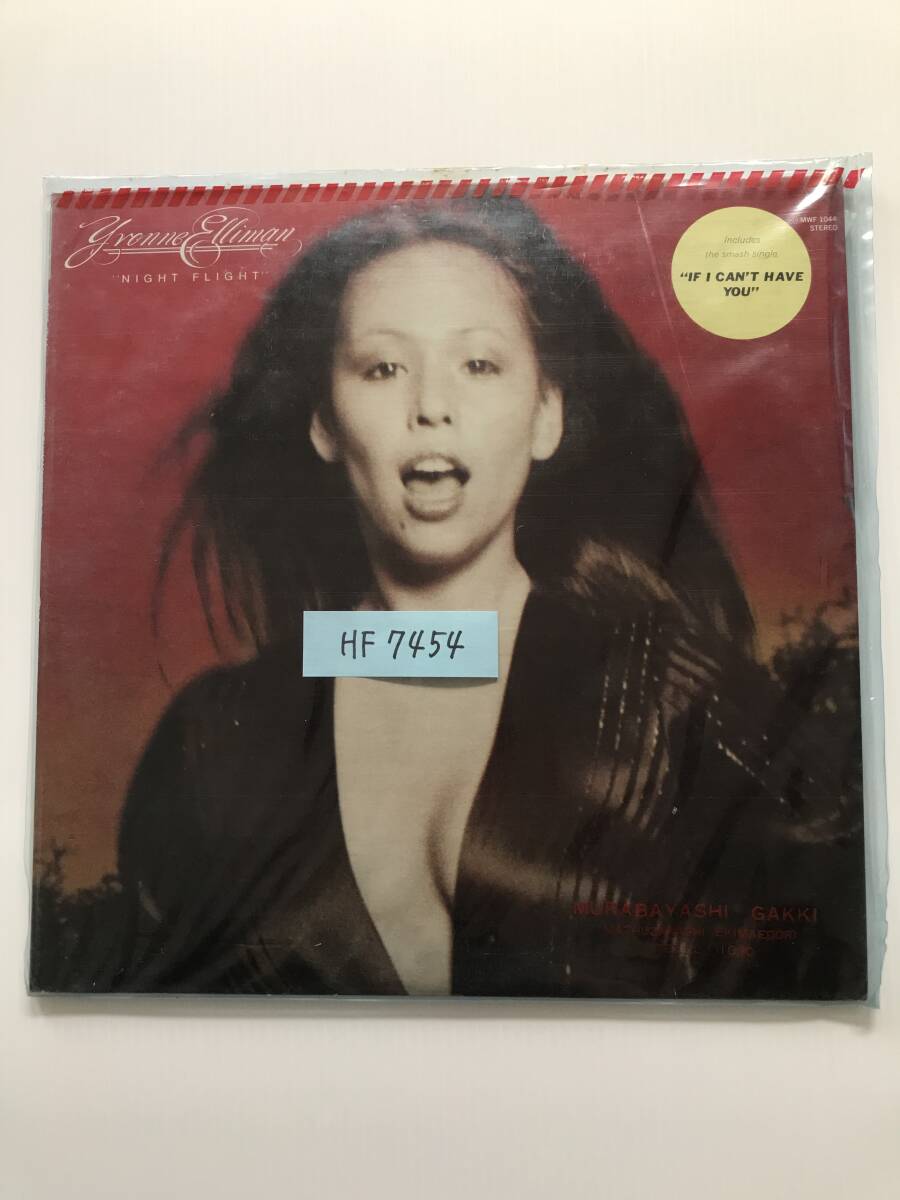 Yvonne Elliman
"NIGHT FLIGHT"
MWF 1044
STEREO
Includes
the smash single
"IF I CAN'T HAVE
YOU"
HF 7454
MURABAYASHI GAKKI